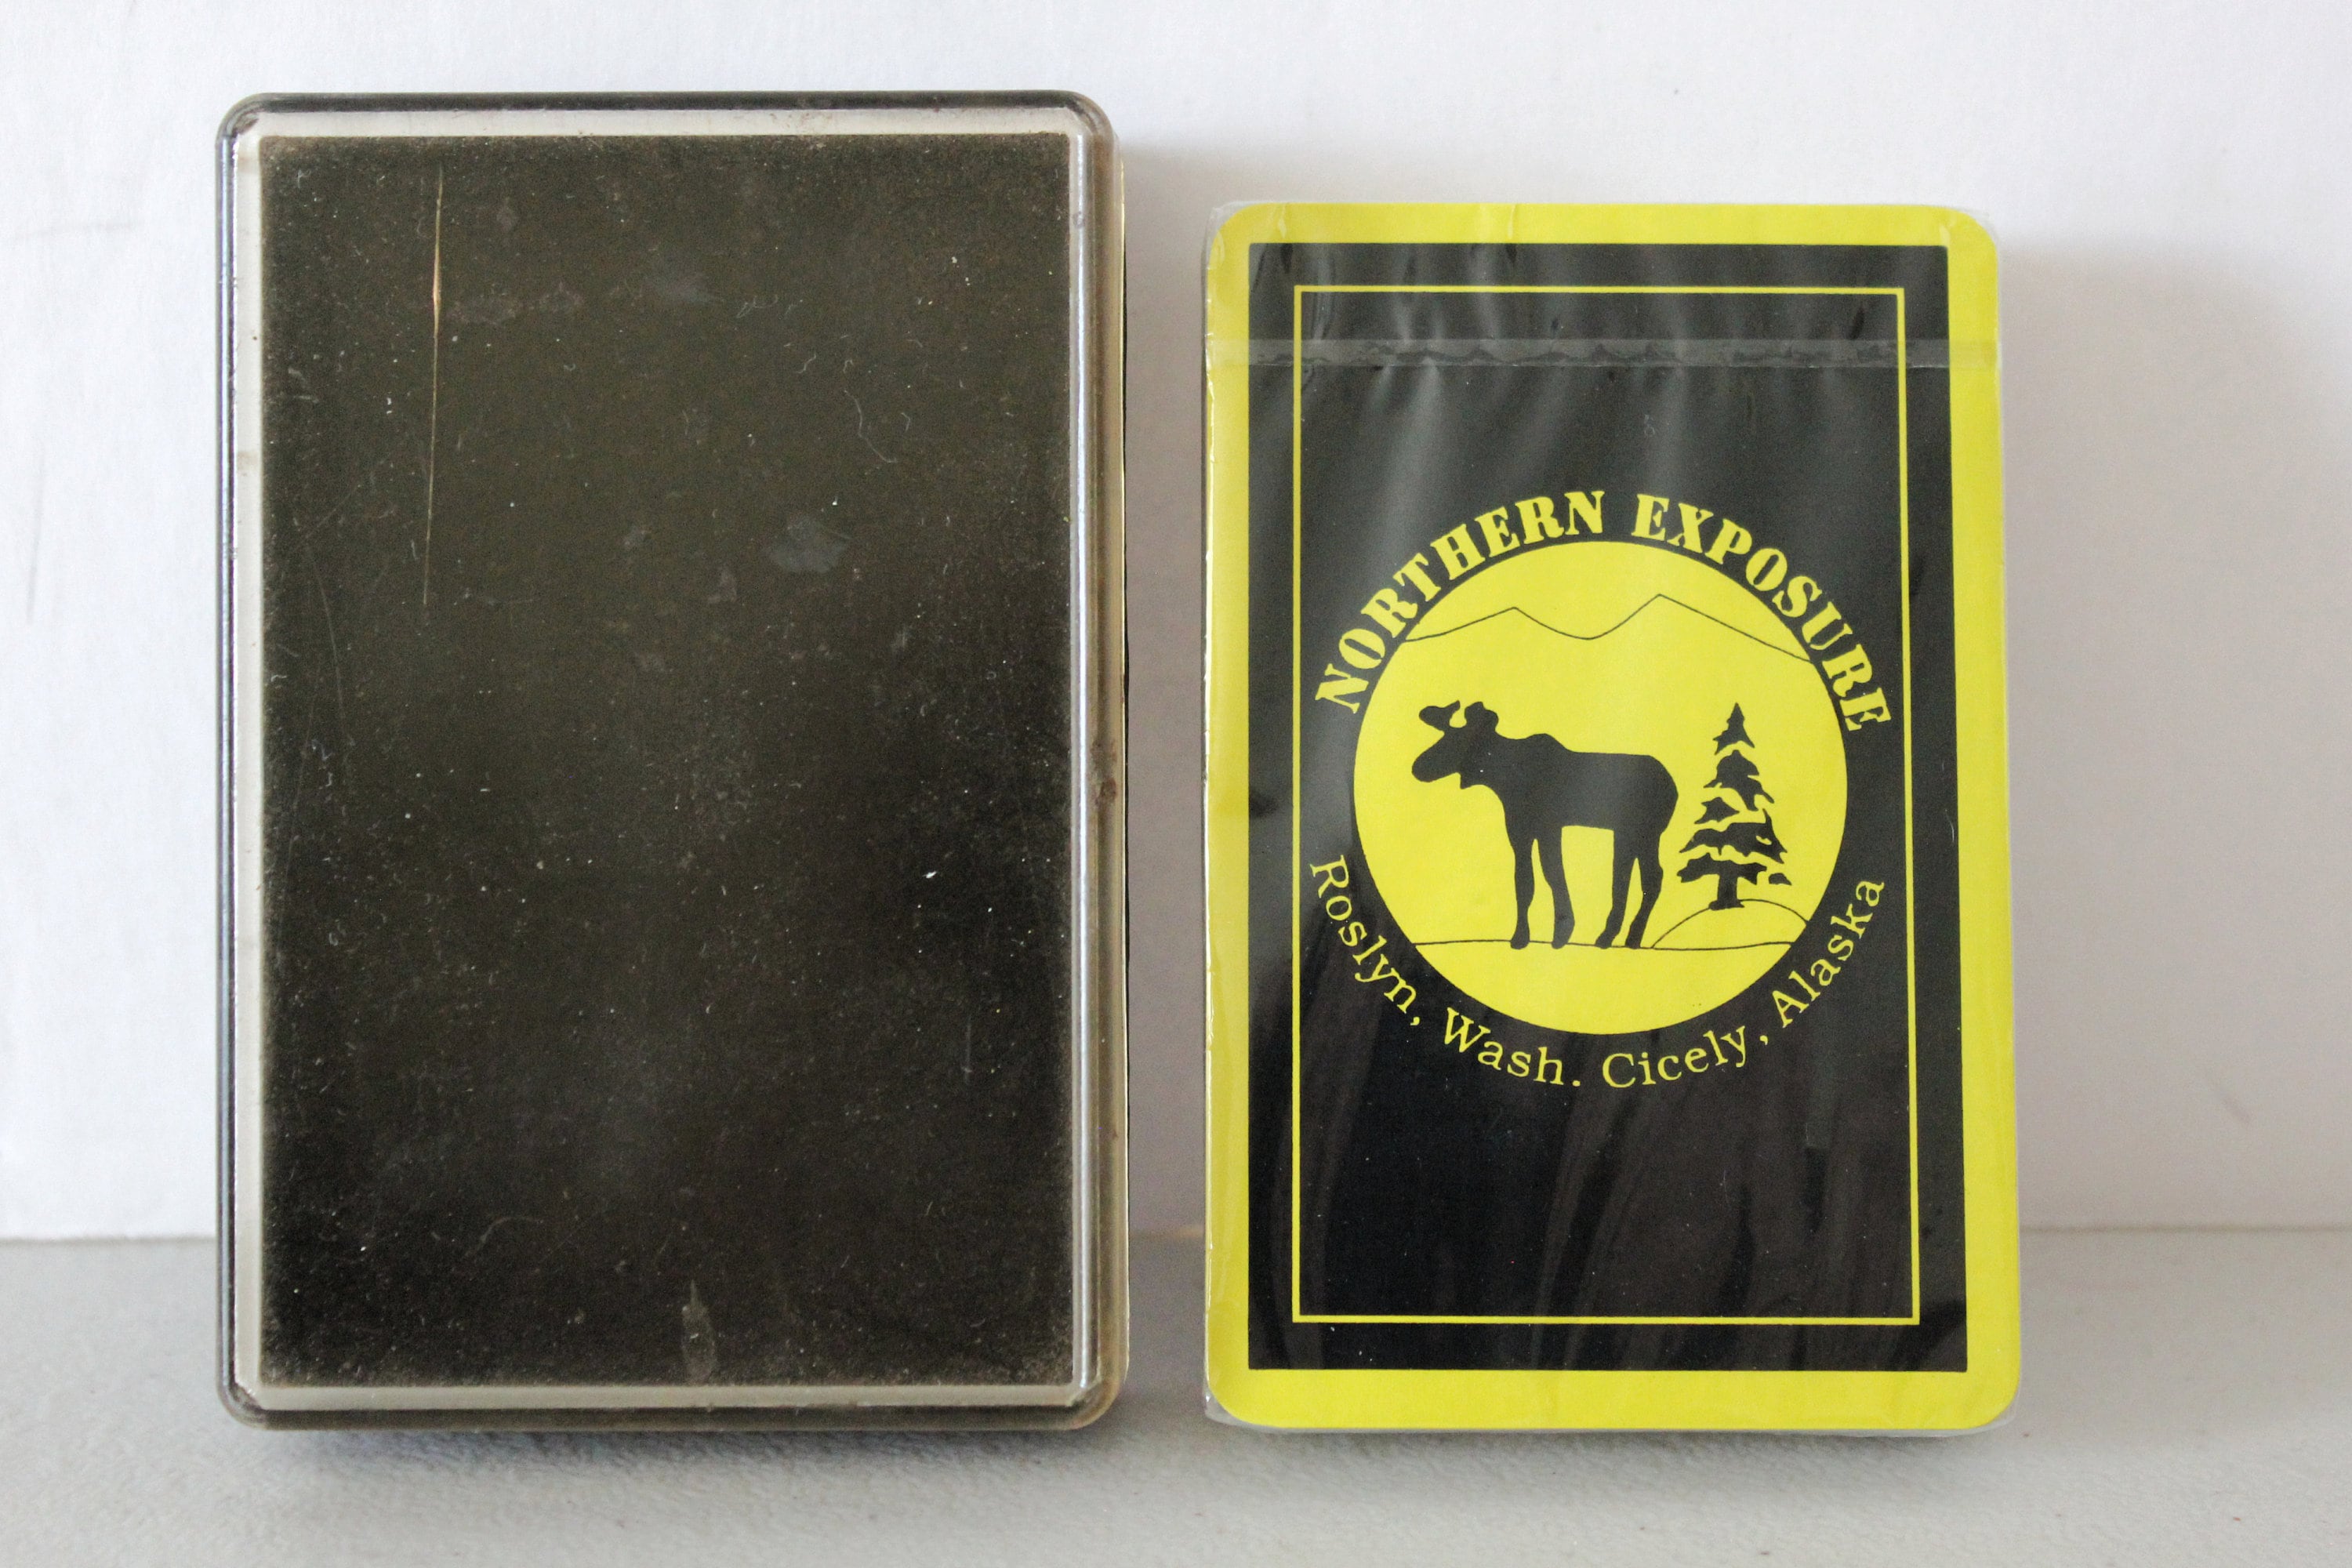 NORTHERN EXPOSURE
Roslyn, Wash. Cicely, Alaska